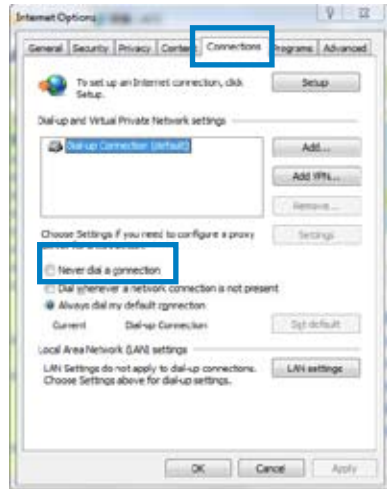 Internet Options
General Security Privacy Content Connections Programs Advanced
To set up an Internet connection, click
Setup.
Setup
Dial-up and Virtual Private Network settings
Dial-up Connection (default)
Add...
Add VPN...
Remove...
Choose Settings if you need to configure a proxy
server for a connection.
Settings
Never dial a connection
Dial whenever a network connection is not present
Always dial my default connection
Current Dial-up Connection
Set default
Local Area Network (LAN) settings
LAN Settings do not apply to dial-up connections.
Choose Settings above for dial-up settings.
LAN settings
OK Cancel Apply